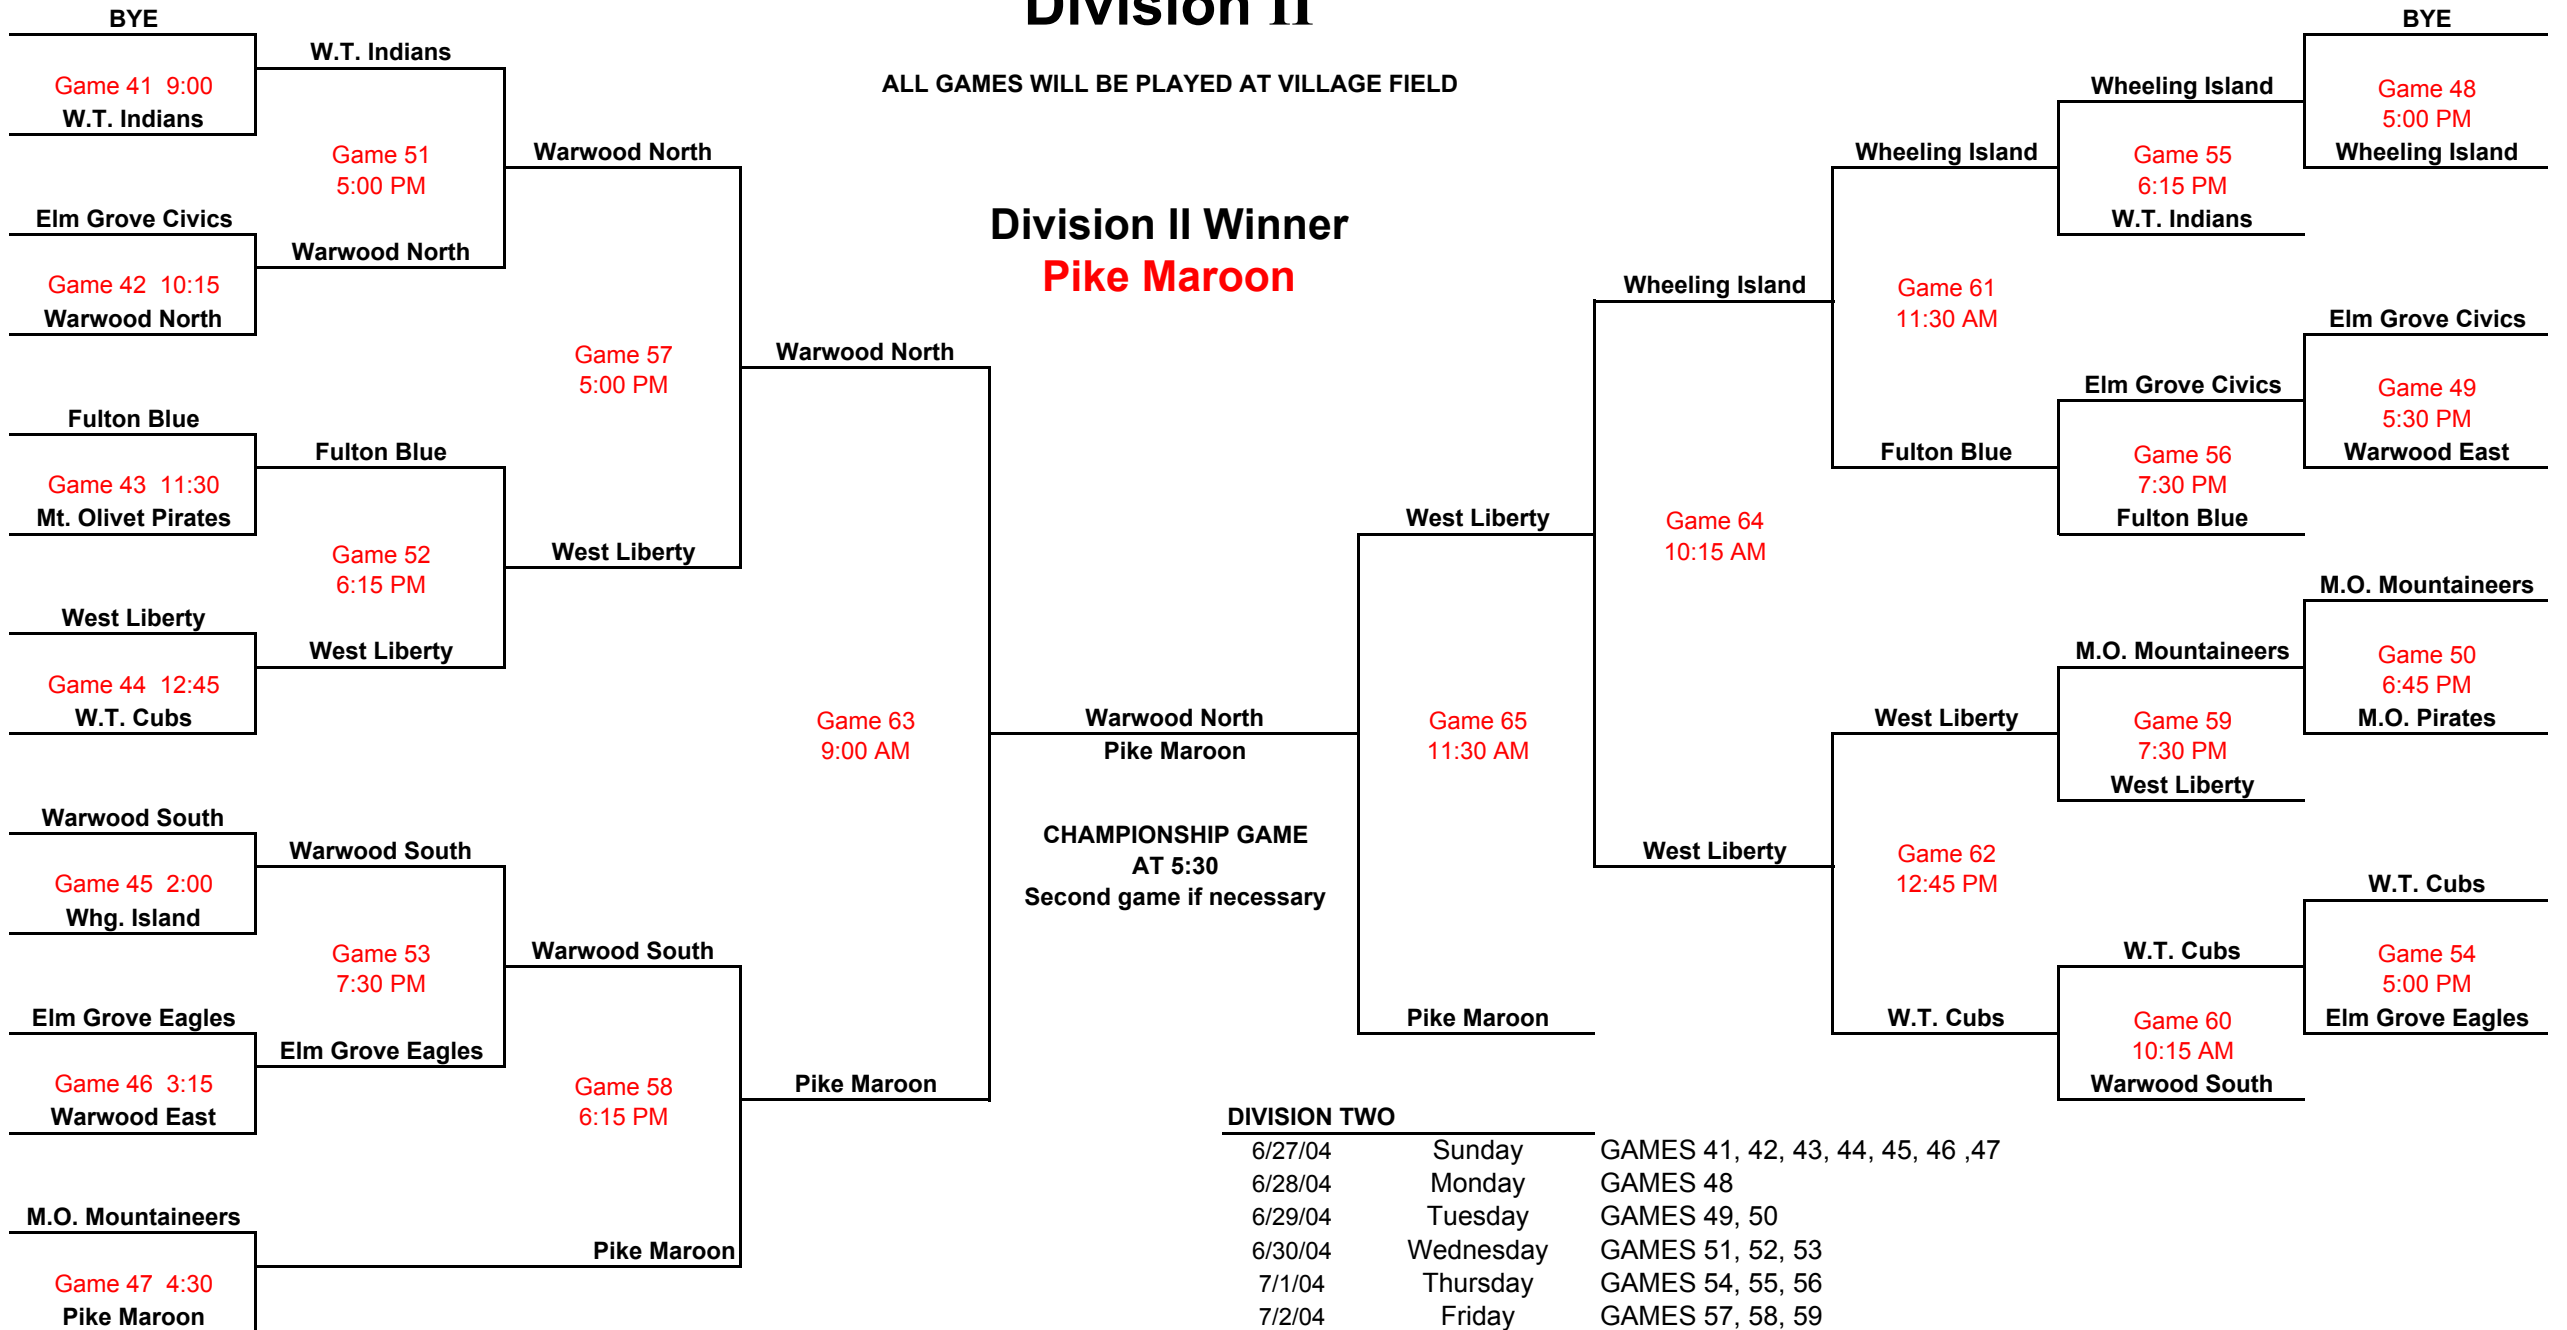 Division II
ALL GAMES WILL BE PLAYED AT VILLAGE FIELD
Division II Winner
Pike Maroon
BYE
Game 41 9:00
W.T. Indians
Elm Grove Civics
Game 42 10:15
Warwood North
Fulton Blue
Game 43 11:30
Mt. Olivet Pirates
West Liberty
Game 44 12:45
W.T. Cubs
Warwood South
Game 45 2:00
Whg. Island
Elm Grove Eagles
Game 46 3:15
Warwood East
M.O. Mountaineers
Game 47 4:30
Pike Maroon
W.T. Indians
Game 51
5:00 PM
Warwood North
Fulton Blue
Game 52
6:15 PM
West Liberty
Warwood South
Game 53
7:30 PM
Elm Grove Eagles
Warwood North
Game 57
5:00 PM
West Liberty
Warwood South
Game 58
6:15 PM
Pike Maroon
Warwood North
Game 63
9:00 AM
Pike Maroon
Warwood North
Pike Maroon
CHAMPIONSHIP GAME
AT 5:30
Second game if necessary
West Liberty
Game 65
11:30 AM
Pike Maroon
Wheeling Island
Game 64
10:15 AM
West Liberty
Wheeling Island
Game 61
11:30 AM
Fulton Blue
West Liberty
Game 62
12:45 PM
W.T. Cubs
Wheeling Island
Game 55
6:15 PM
W.T. Indians
Elm Grove Civics
Game 56
7:30 PM
Fulton Blue
M.O. Mountaineers
Game 59
7:30 PM
West Liberty
W.T. Cubs
Game 60
10:15 AM
Warwood South
BYE
Game 48
5:00 PM
Wheeling Island
Elm Grove Civics
Game 49
5:30 PM
Warwood East
M.O. Mountaineers
Game 50
6:45 PM
M.O. Pirates
W.T. Cubs
Game 54
5:00 PM
Elm Grove Eagles
DIVISION TWO
6/27/04 Sunday GAMES 41, 42, 43, 44, 45, 46 ,47
6/28/04 Monday GAMES 48
6/29/04 Tuesday GAMES 49, 50
6/30/04 Wednesday GAMES 51, 52, 53
7/1/04 Thursday GAMES 54, 55, 56
7/2/04 Friday GAMES 57, 58, 59